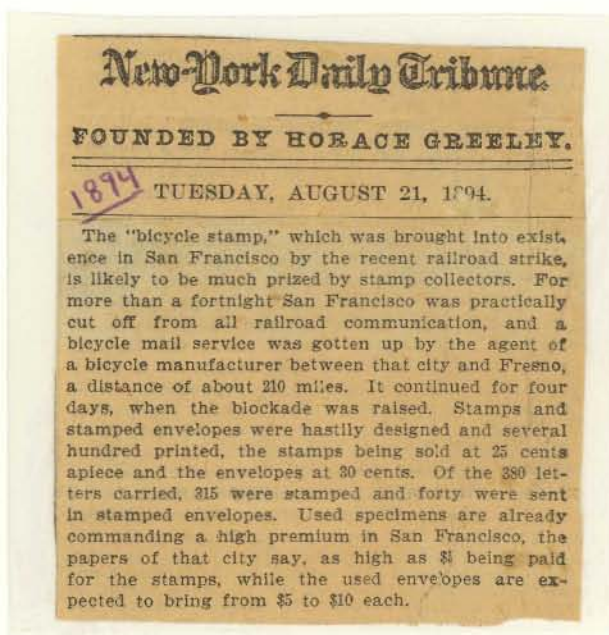 New-York Daily Tribune.
FOUNDED BY HORACE GREELEY.
1894
TUESDAY, AUGUST 21, 1894.
The "bicycle stamp," which was brought into exist-
ence in San Francisco by the recent railroad strike,
is likely to be much prized by stamp collectors. For
more than a fortnight San Francisco was practically
cut off from all railroad communication, and a
bicycle mail service was gotten up by the agent of
a bicycle manufacturer between that city and Fresno,
a distance of about 210 miles. It continued for four
days, when the blockade was raised. Stamps and
stamped envelopes were hastily designed and several
hundred printed, the stamps being sold at 25 cents
apiece and the envelopes at 30 cents. Of the 380 let-
ters carried, 315 were stamped and forty were sent
in stamped envelopes. Used specimens are already
commanding a high premium in San Francisco, the
papers of that city say, as high as being paid
for the stamps, while the used envelopes are ex-
pected to bring from $5 to $10 each.